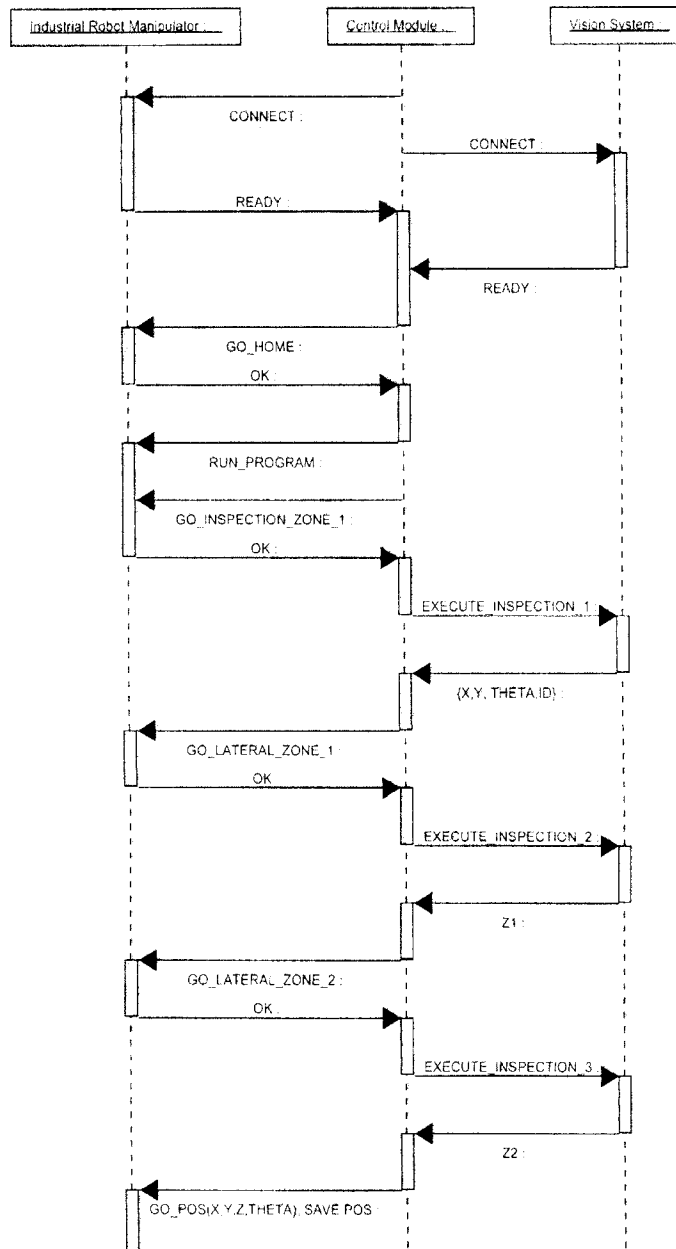 Industrial Robot Manipulator : Control Module : Vision System :
CONNECT :
CONNECT :
READY :
READY :
GO_HOME :
OK :
RUN_PROGRAM :
GO_INSPECTION_ZONE_1 :
OK :
EXECUTE_INSPECTION_1 :
{X,Y, THETA,ID} :
GO_LATERAL_ZONE_1 :
OK
EXECUTE_INSPECTION_2 :
Z1 :
GO_LATERAL_ZONE_2 :
OK :
EXECUTE_INSPECTION_3 :
Z2 :
GO_POS(X,Y,Z,THETA), SAVE POS :